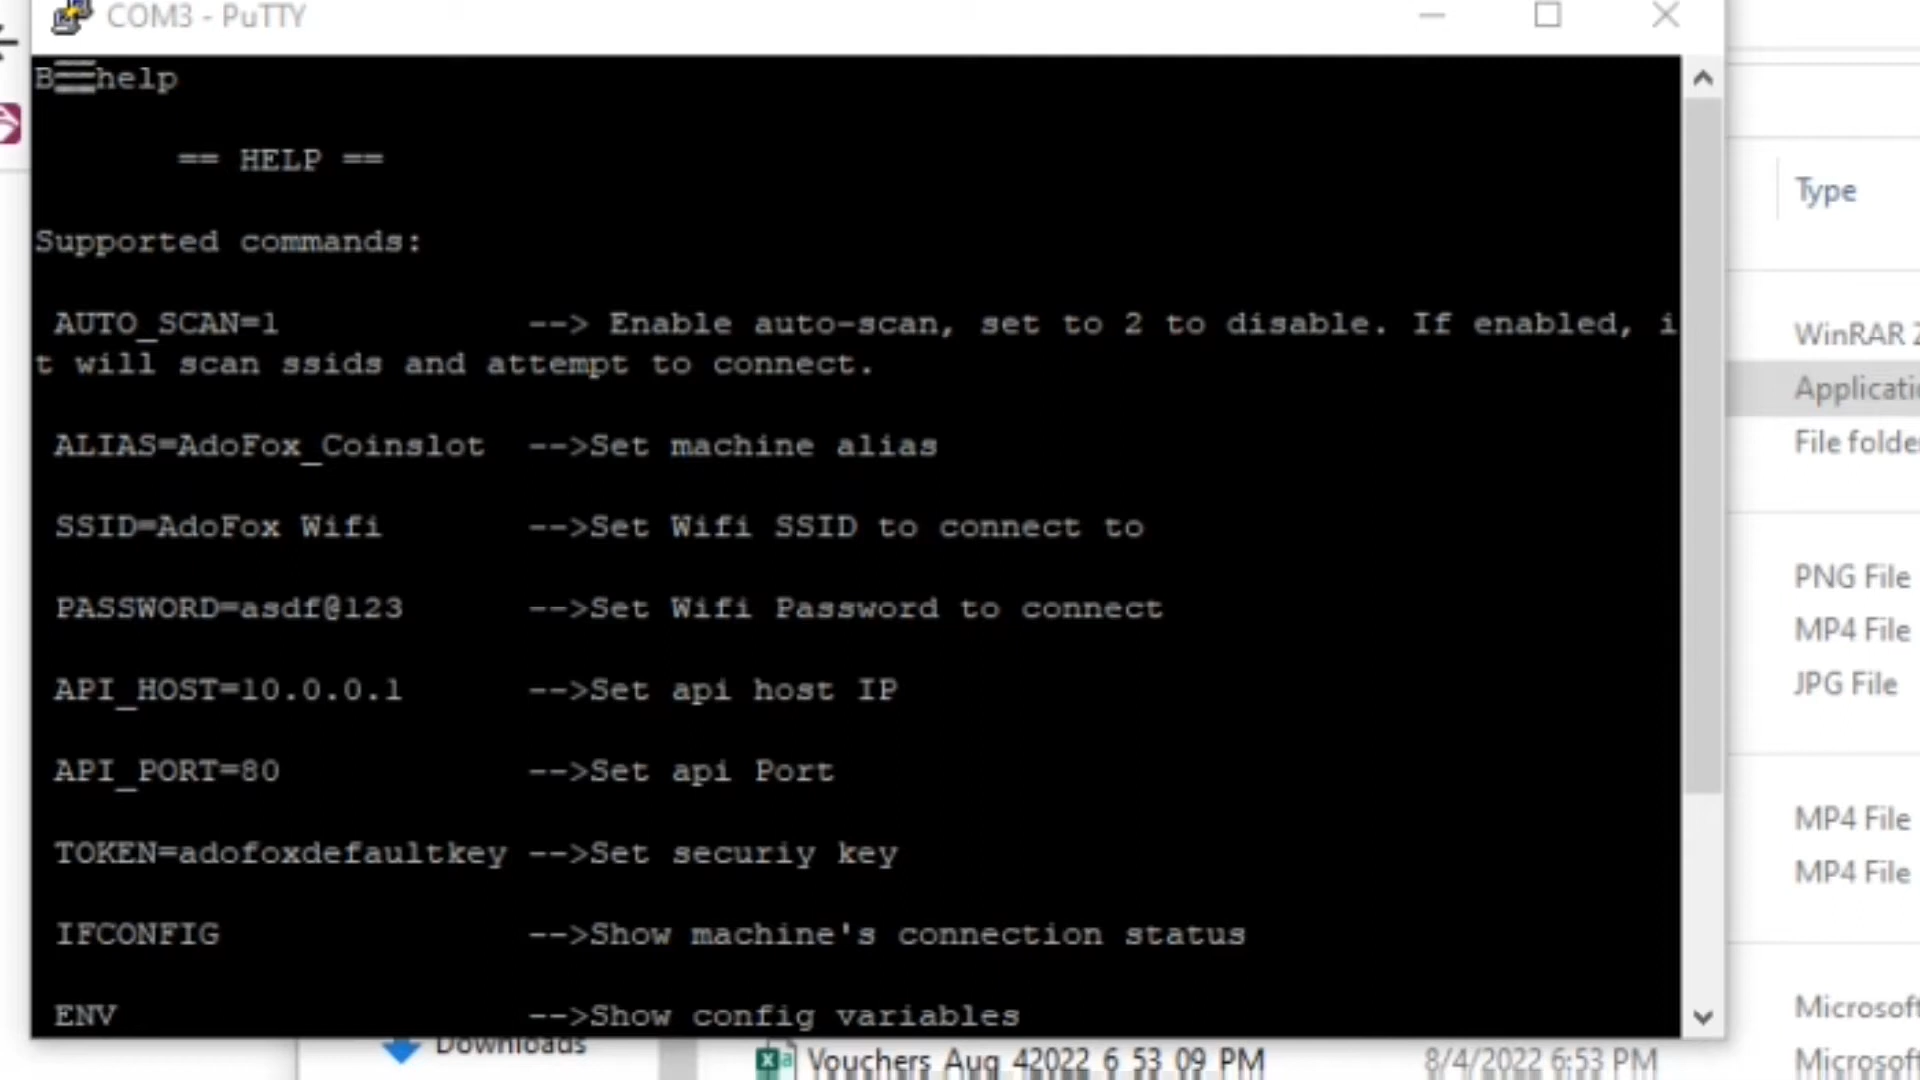 COM3 - PuTTY
B help
== HELP ==
Supported commands:
AUTO_SCAN=1 --> Enable auto-scan, set to 2 to disable. If enabled, i
t will scan ssids and attempt to connect.
ALIAS=AdoFox_Coinslot -->Set machine alias
SSID=AdoFox Wifi -->Set Wifi SSID to connect to
PASSWORD=asdf@123 -->Set Wifi Password to connect
API_HOST=10.0.0.1 -->Set api host IP
API_PORT=80 -->Set api Port
TOKEN=adofoxdefaultkey -->Set securiy key
IFCONFIG -->Show machine's connection status
ENV -->Show config variables
Type
WinRAR Z
Applicatio
File folde
PNG File
MP4 File
JPG File
MP4 File
MP4 File
Microsoft
Microsoft
Downloads
Vouchers Aug 42022 6 53 09 PM 8/4/2022 6:53 PM